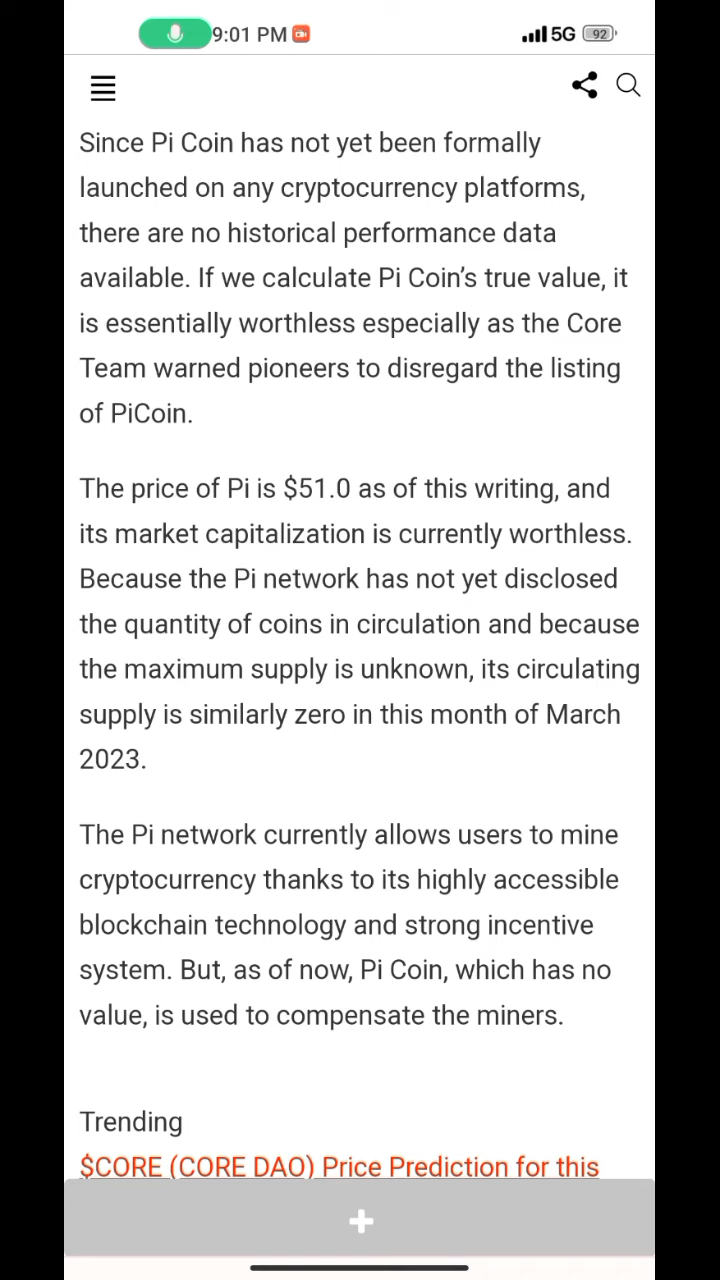 9:01 PM
5G
92
Since Pi Coin has not yet been formally
launched on any cryptocurrency platforms,
there are no historical performance data
available. If we calculate Pi Coin’s true value, it
is essentially worthless especially as the Core
Team warned pioneers to disregard the listing
of PiCoin.
The price of Pi is $51.0 as of this writing, and
its market capitalization is currently worthless.
Because the Pi network has not yet disclosed
the quantity of coins in circulation and because
the maximum supply is unknown, its circulating
supply is similarly zero in this month of March
2023.
The Pi network currently allows users to mine
cryptocurrency thanks to its highly accessible
blockchain technology and strong incentive
system. But, as of now, Pi Coin, which has no
value, is used to compensate the miners.
Trending
$CORE (CORE DAO) Price Prediction for this